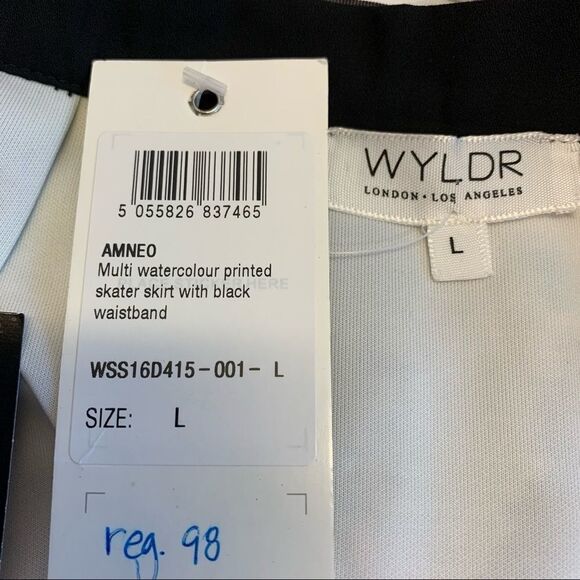 5 055826 837465
AMNEO
Multi watercolour printed
skater skirt with black
waistband
WSS16D415-001- L
SIZE: L
reg. 98
WYLDR
LONDON • LOS ANGELES
L